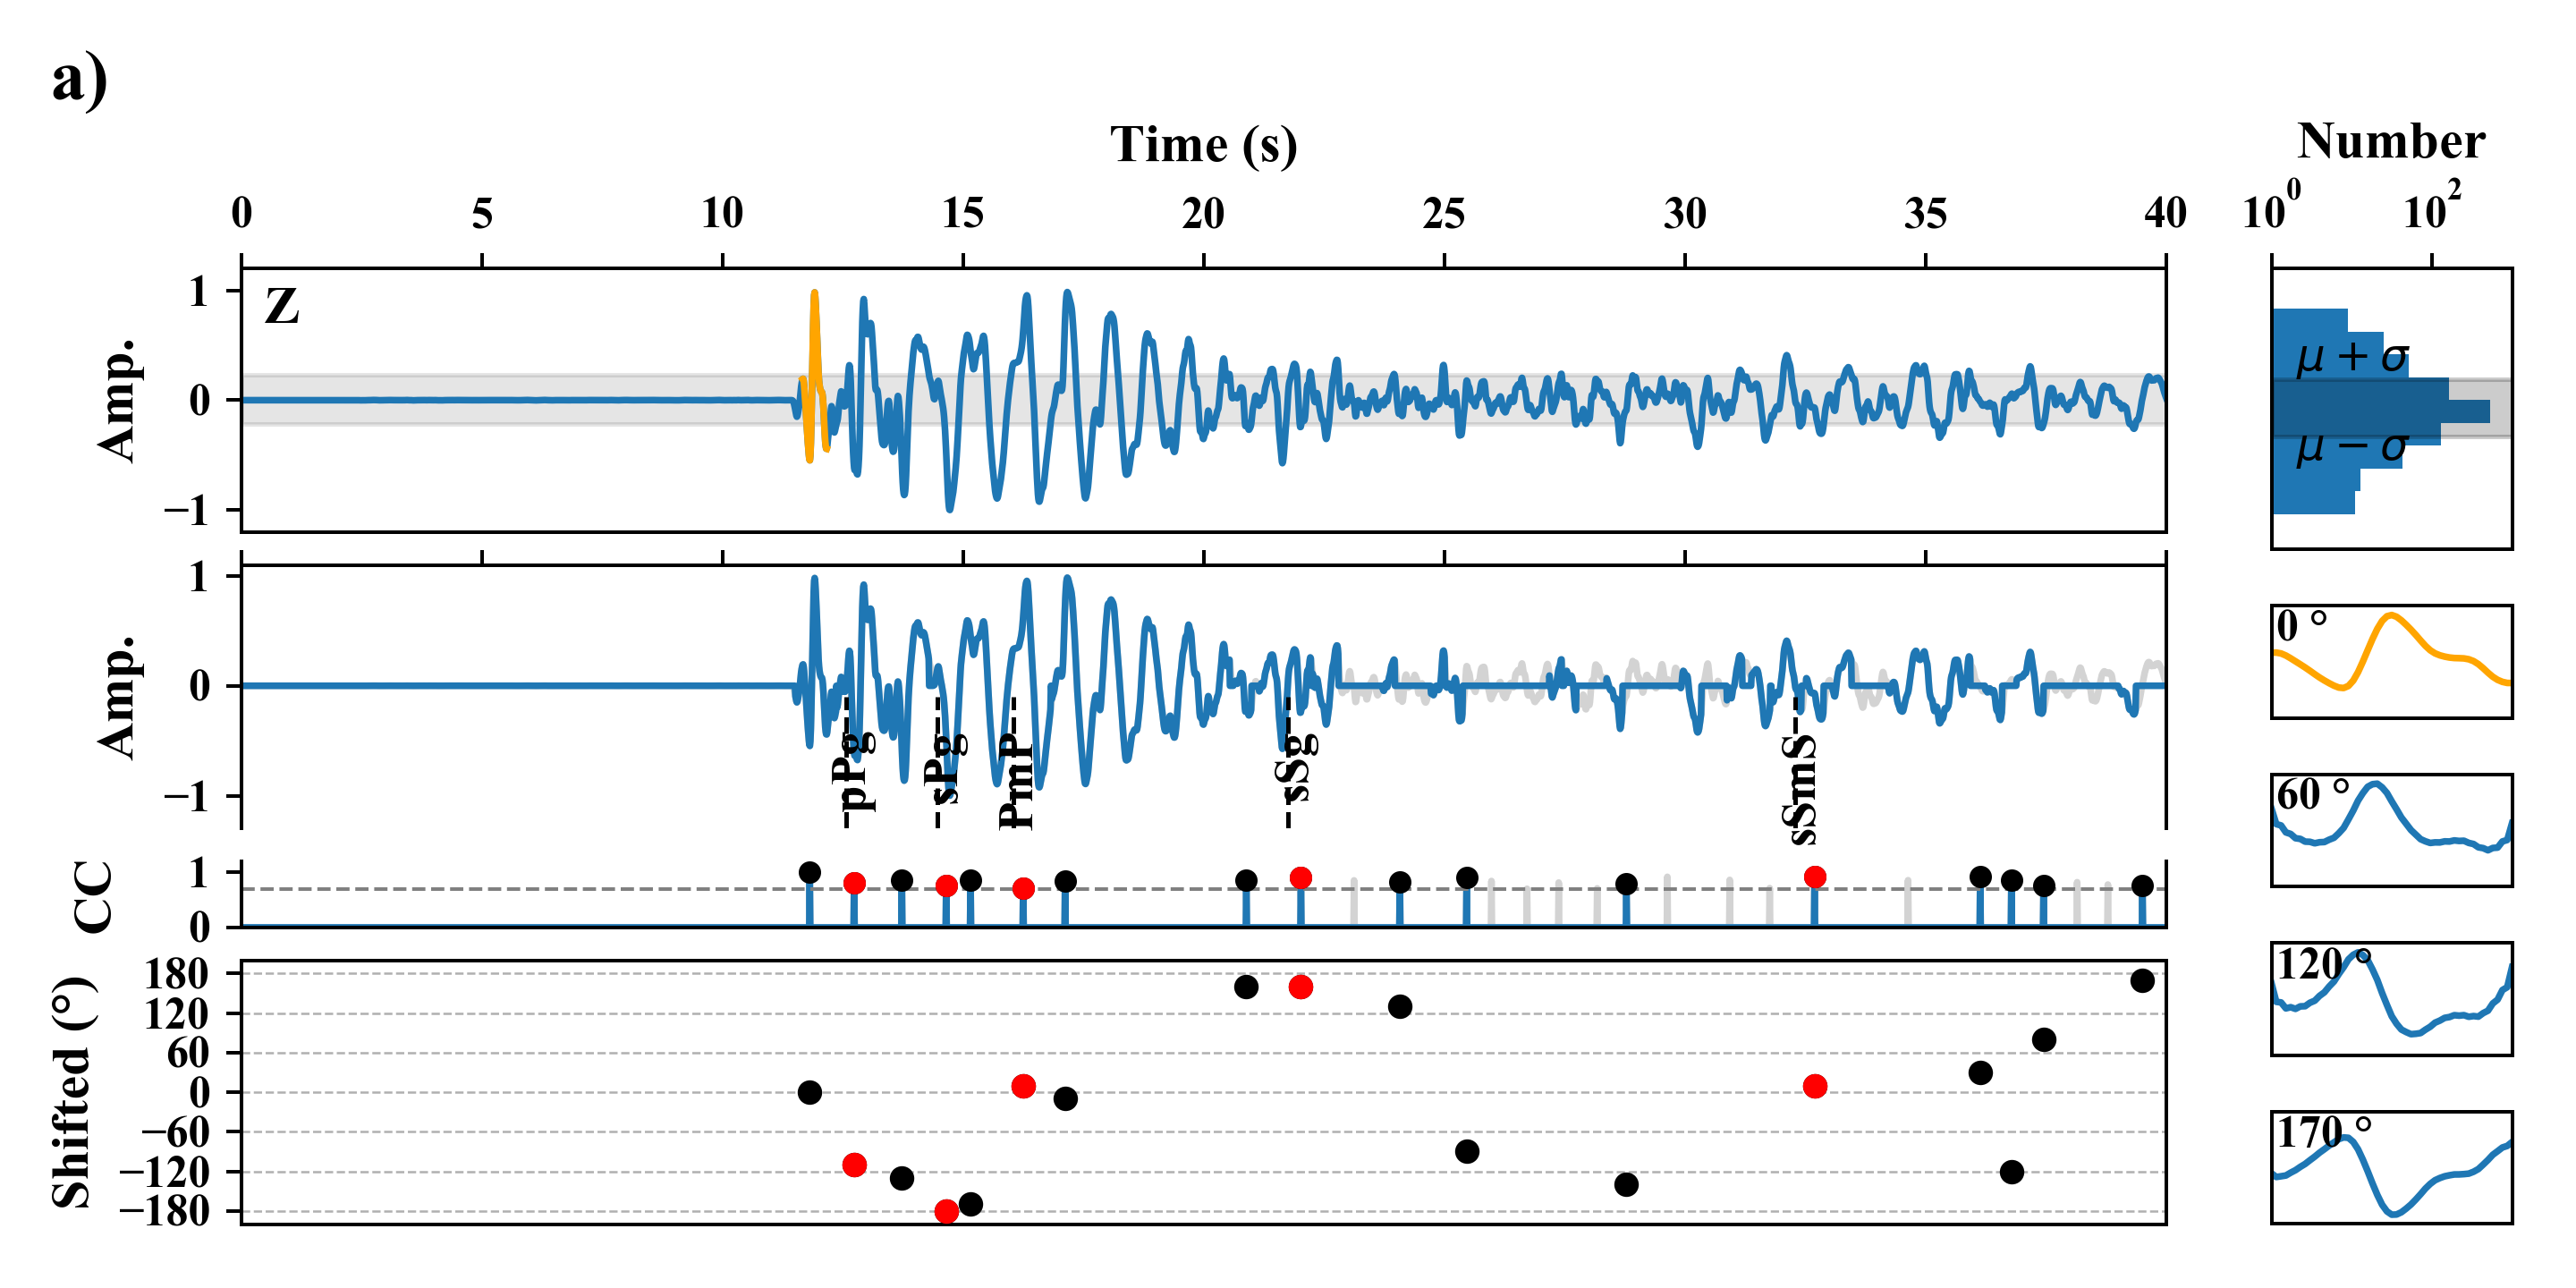 a)
Time (s)
Number
0 5 10 15 20 25 30 35 40
10^0 10^2
Z
Amp.
1
0
−1
μ + σ
μ − σ
Amp.
1
0
−1
pPg
sPg
PmP
sSg
sSmS
0 °
60 °
CC
1
0
120 °
Shifted (°)
180
120
60
0
−60
−120
−180
170 °